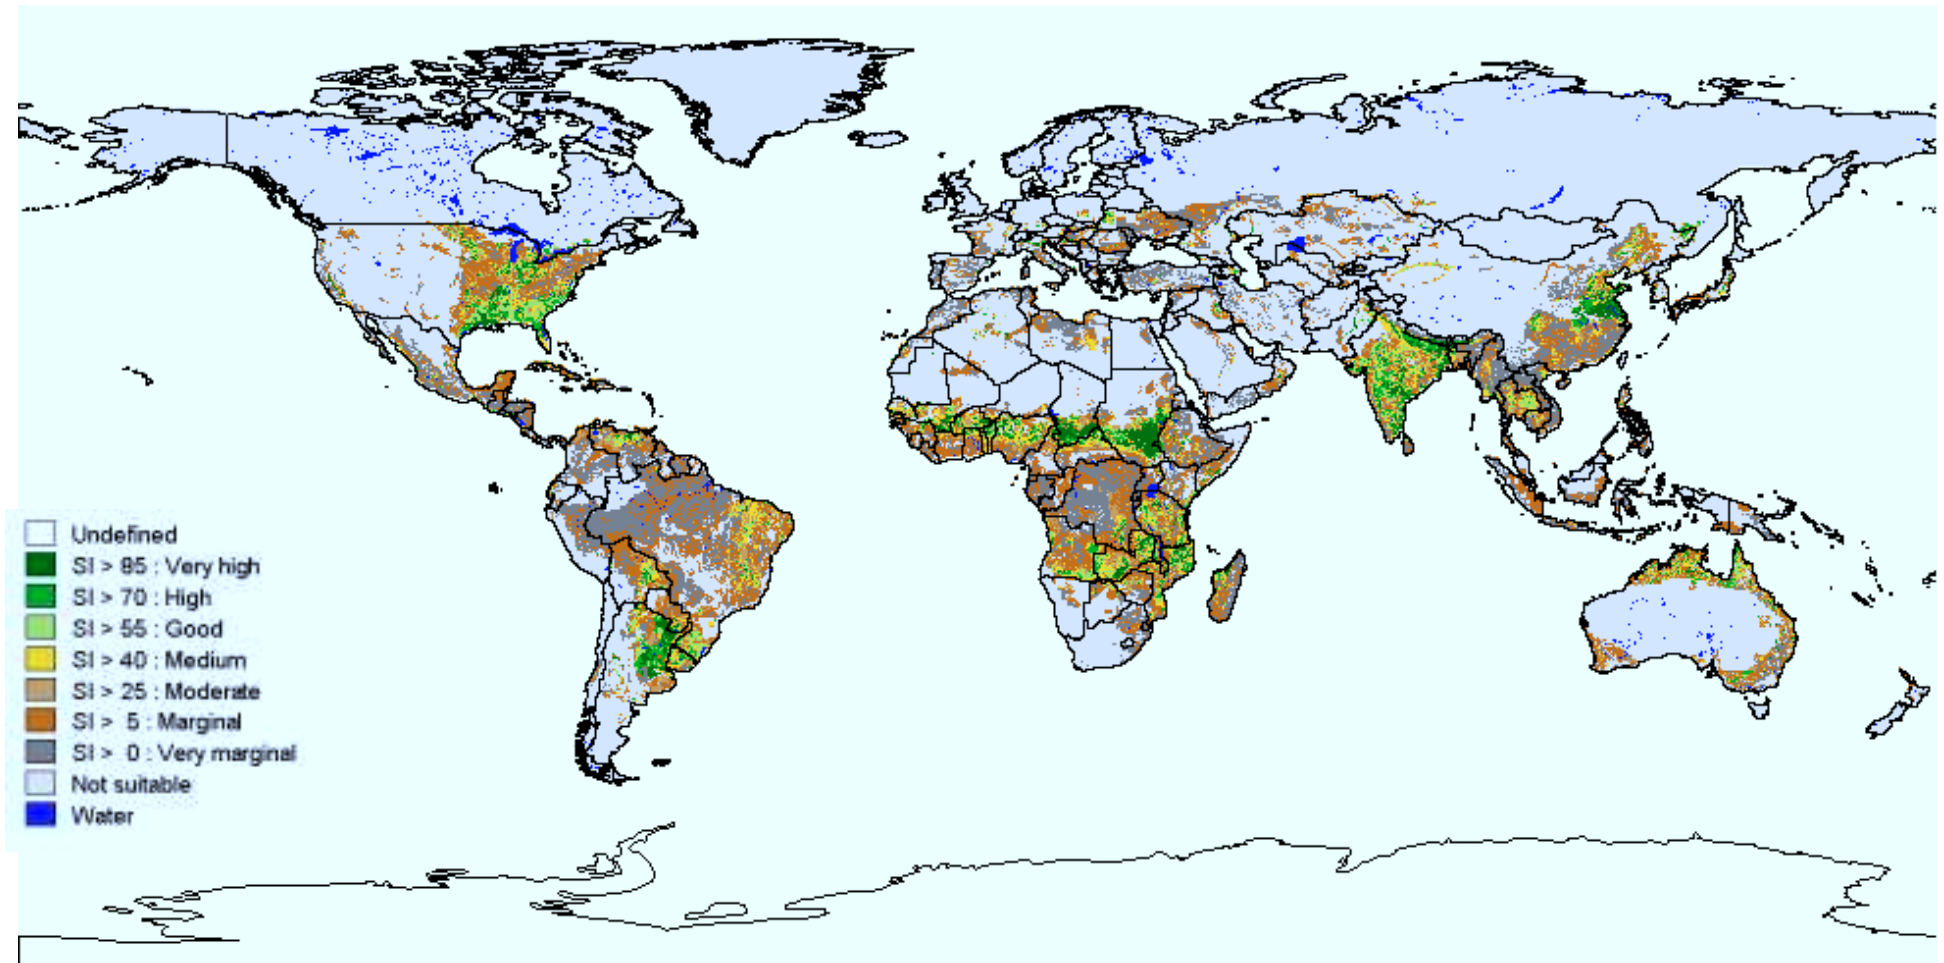 Undefined
SI > 85 : Very high
SI > 70 : High
SI > 55 : Good
SI > 40 : Medium
SI > 25 : Moderate
SI > 5 : Marginal
SI > 0 : Very marginal
Not suitable
Water